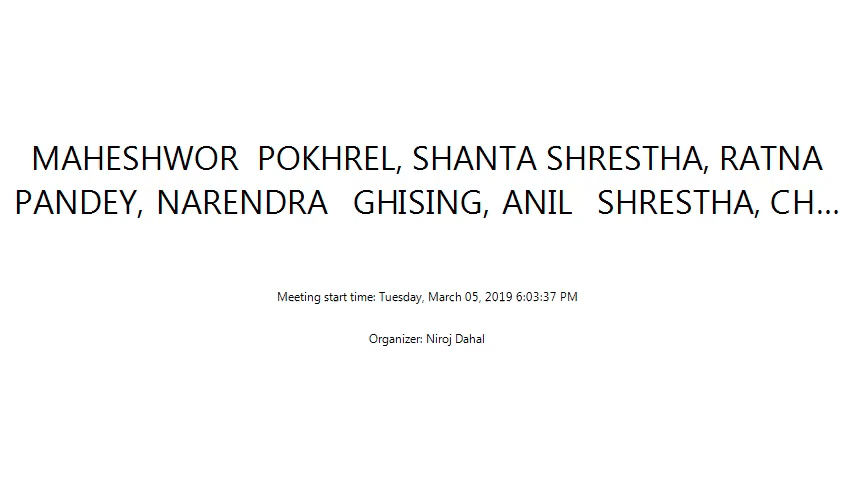 MAHESHWOR  POKHREL, SHANTA SHRESTHA, RATNA
PANDEY, NARENDRA   GHISING, ANIL   SHRESTHA, CH...
Meeting start time: Tuesday, March 05, 2019 6:03:37 PM
Organizer: Niroj Dahal